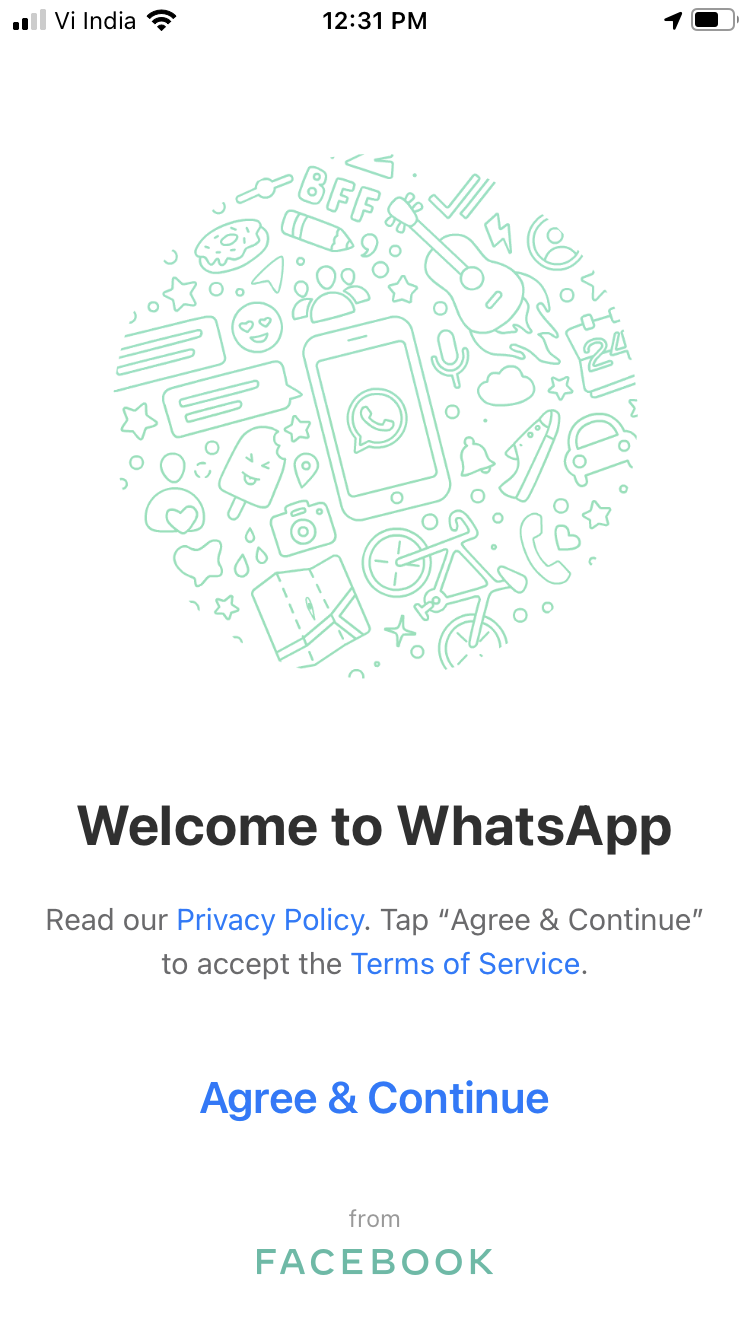 Vi India
12:31 PM
BFF
24
Welcome to WhatsApp
Read our Privacy Policy. Tap “Agree & Continue”
to accept the Terms of Service.
Agree & Continue
from
FACEBOOK